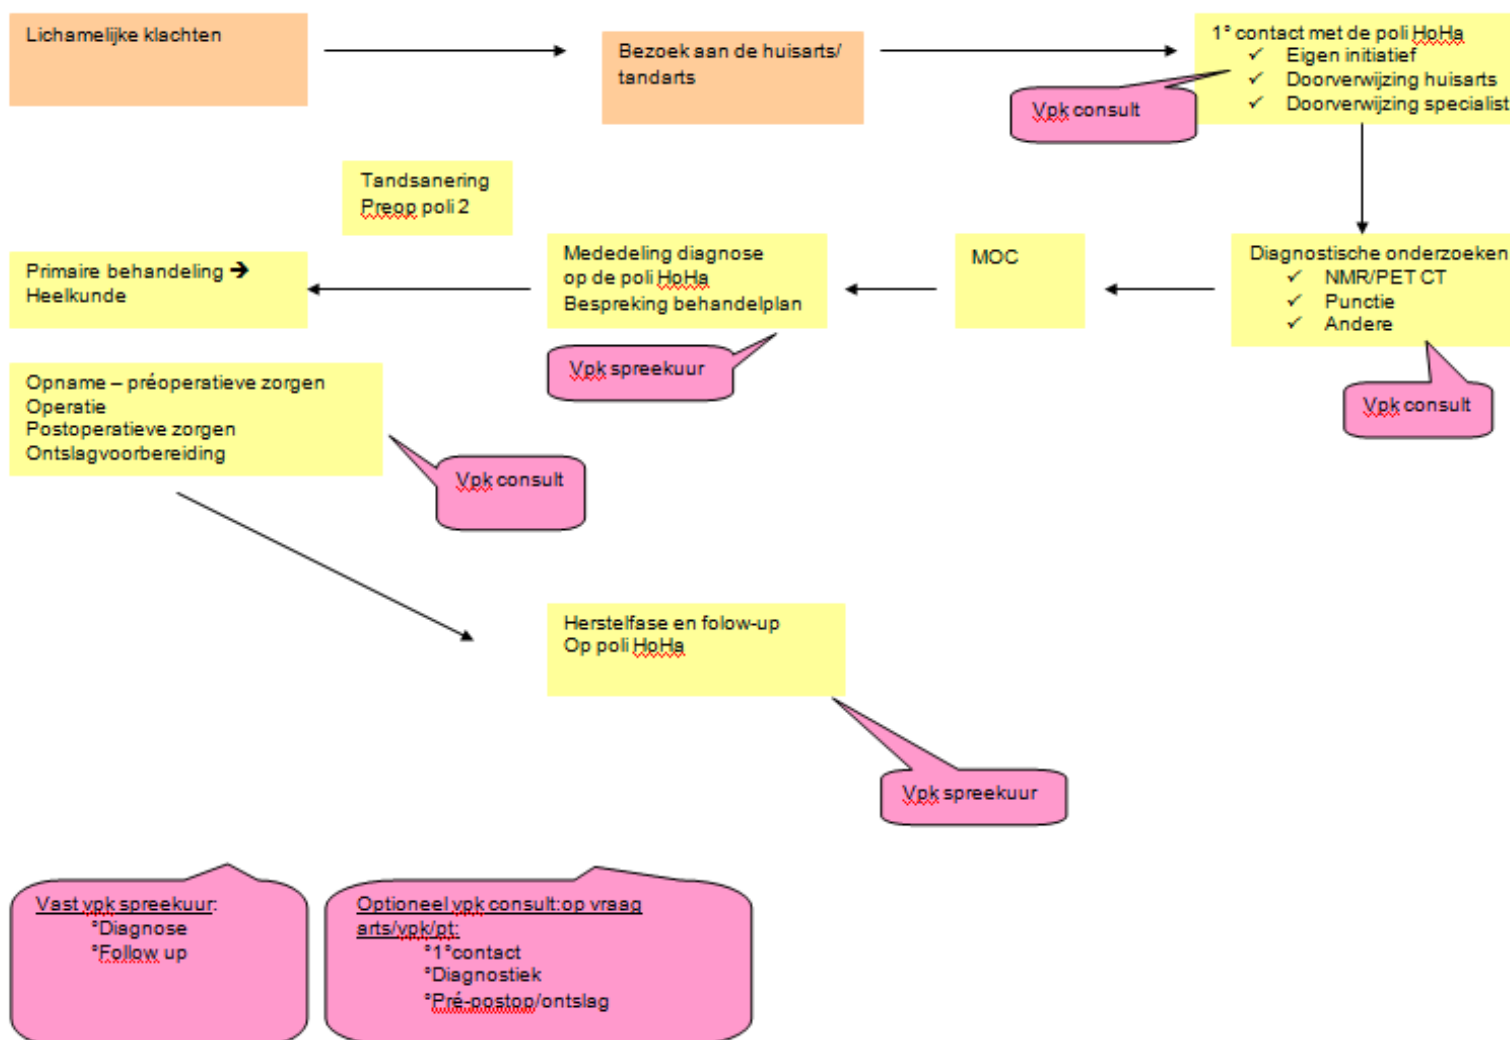 Lichamelijke klachten
Bezoek aan de huisarts/
tandarts
1° contact met de poli HoHa
✓ Eigen initiatief
✓ Doorverwijzing huisarts
✓ Doorverwijzing specialist
Vpk consult
Tandsanering
Preop poli 2
Primaire behandeling ➔
Heelkunde
Mededeling diagnose
op de poli HoHa
Bespreking behandelplan
MOC
Diagnostische onderzoeken
✓ NMR/PET CT
✓ Punctie
✓ Andere
Vpk spreekuur
Vpk consult
Opname – préoperatieve zorgen
Operatie
Postoperatieve zorgen
Ontslagvoorbereiding
Vpk consult
Herstelfase en folow-up
Op poli HoHa
Vpk spreekuur
Vast vpk spreekuur:
°Diagnose
°Follow up
Optioneel vpk consult:op vraag
arts/vpk/pt:
°1°contact
°Diagnostiek
°Pré-postop/ontslag